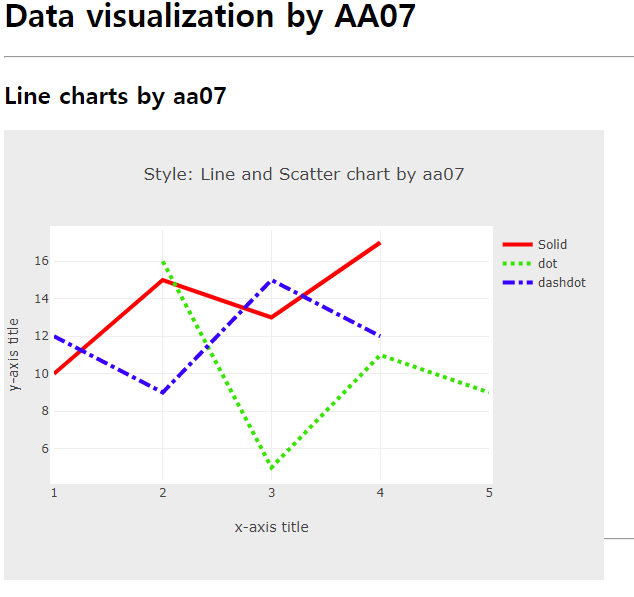 Data visualization by AA07
Line charts by aa07
Style: Line and Scatter chart by aa07
Solid
dot
dashdot
y-axis title
16
14
12
10
8
6
1 2 3 4 5
x-axis title